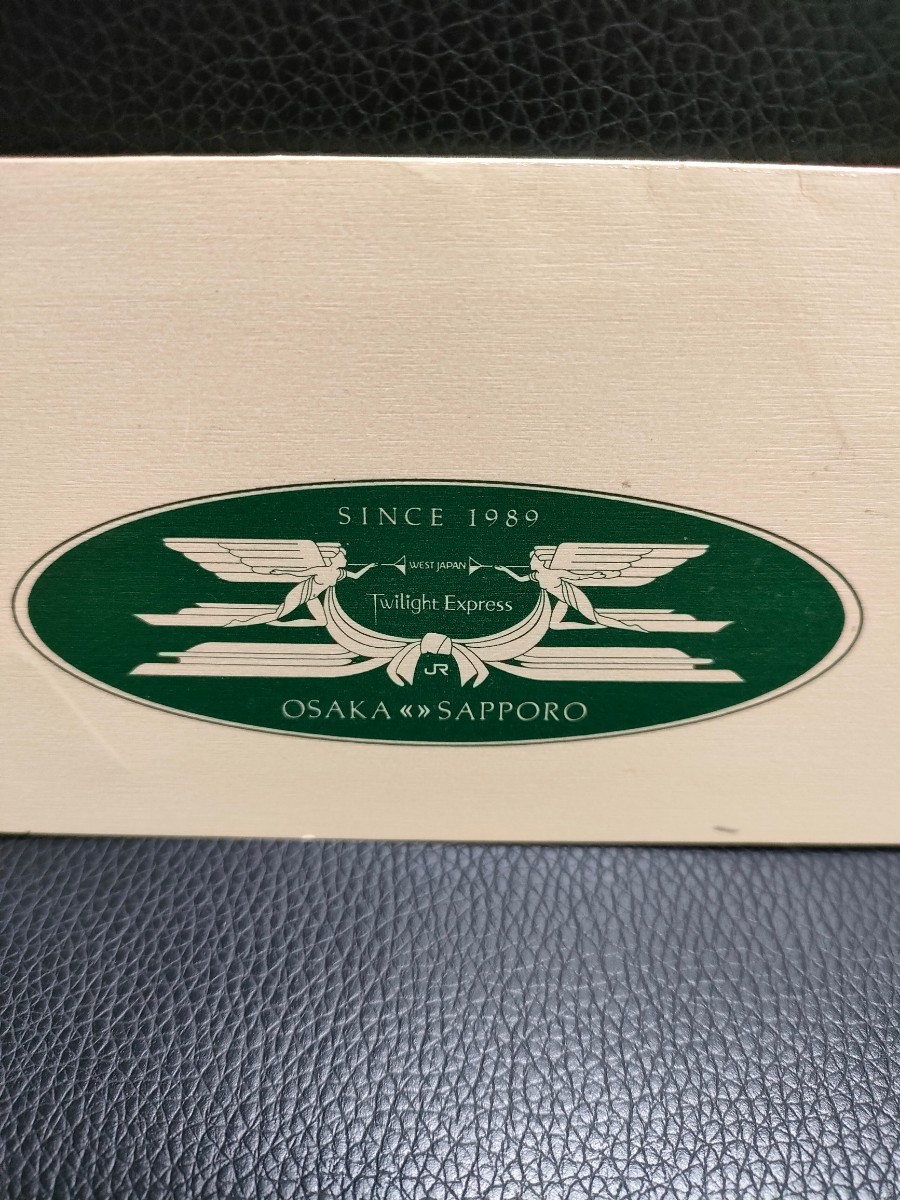 SINCE 1989
WEST JAPAN
Twilight Express
JR
OSAKA «» SAPPORO